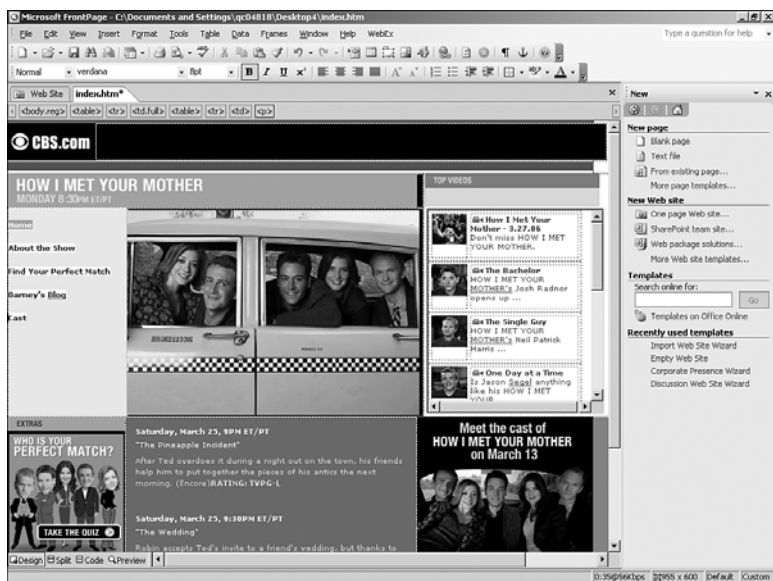 Microsoft FrontPage - C:\Documents and Settings\qc04818\Desktop4\index.htm
File Edit View Insert Format Tools Table Data Frames Window Help WebEx
Type a question for help
Normal verdana 8pt B I U
Web Site index.htm*
<body.reg> <table> <tr> <td.full> <table> <tr> <td> <p>
New
New page
Blank page
Text file
From existing page...
More page templates...
New Web site
One page Web site...
SharePoint team site...
Web package solutions...
More Web site templates...
Templates
Search online for:
Go
Templates on Office Online
Recently used templates
Import Web Site Wizard
Empty Web Site
Corporate Presence Wizard
Discussion Web Site Wizard
CBS.com
HOW I MET YOUR MOTHER
MONDAY 8:30PM ET/PT
Home
About the Show
Find Your Perfect Match
Barney's Blog
Cast
TOP VIDEOS
How I Met Your
Mother - 3.27.06
Don't miss HOW I MET
YOUR MOTHER.
The Bachelor
HOW I MET YOUR
MOTHER's Josh Radnor
opens up ...
The Single Guy
HOW I MET YOUR
MOTHER's Neil Patrick
Harris ...
One Day at a Time
Is Jason Segel anything
like his HOW I MET
YOUR
EXTRAS
WHO IS YOUR
PERFECT MATCH?
TAKE THE QUIZ
Saturday, March 25, 9PM ET/PT
"The Pineapple Incident"
After Ted overdoes it during a night out on the town, his friends
help him to put together the pieces of his antics the next
morning. (Encore)RATING: TVPG-L
Saturday, March 25, 9:30PM ET/PT
"The Wedding"
Robin accepts Ted's invite to a friend's wedding, but thanks to
Meet the cast of
HOW I MET YOUR MOTHER
on March 13
Design Split Code Preview
0:35@56Kbps 955 x 600 Default Custom